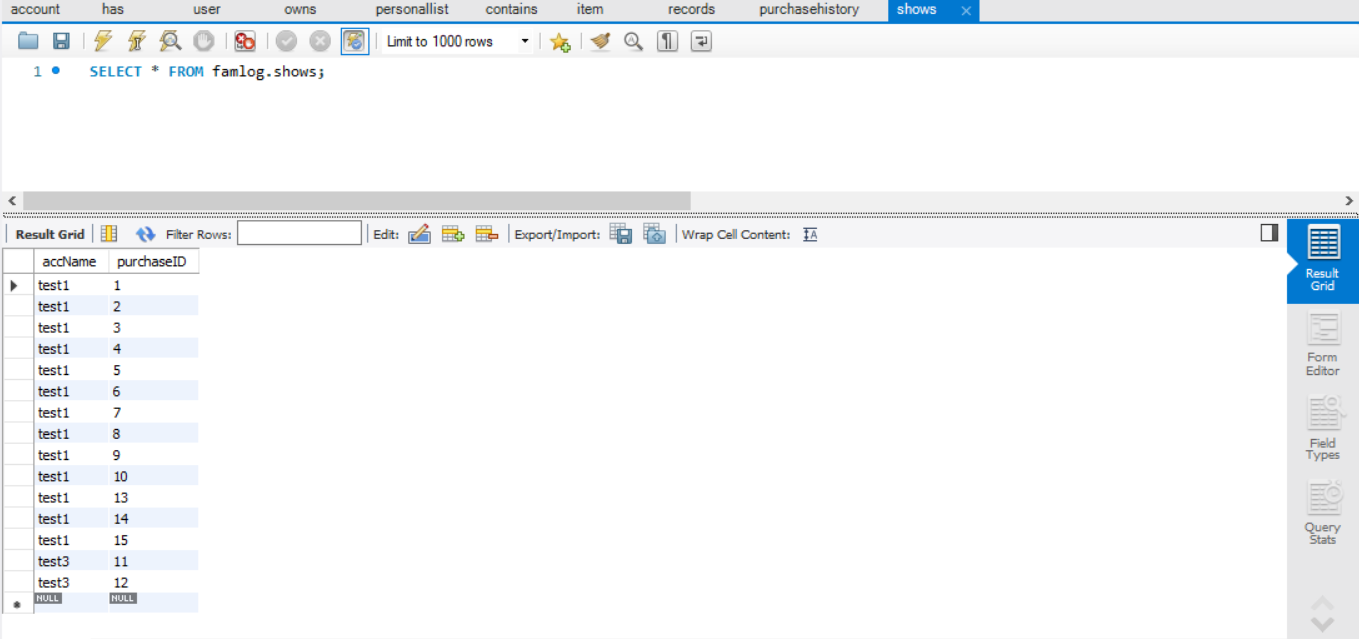 account has user owns personallist contains item records purchasehistory shows
Limit to 1000 rows
1 SELECT * FROM famlog.shows;
Result Grid Filter Rows: Edit: Export/Import: Wrap Cell Content:
accName purchaseID
test1 1
test1 2
test1 3
test1 4
test1 5
test1 6
test1 7
test1 8
test1 9
test1 10
test1 13
test1 14
test1 15
test3 11
test3 12
NULL NULL
Result
Grid
Form
Editor
Field
Types
Query
Stats